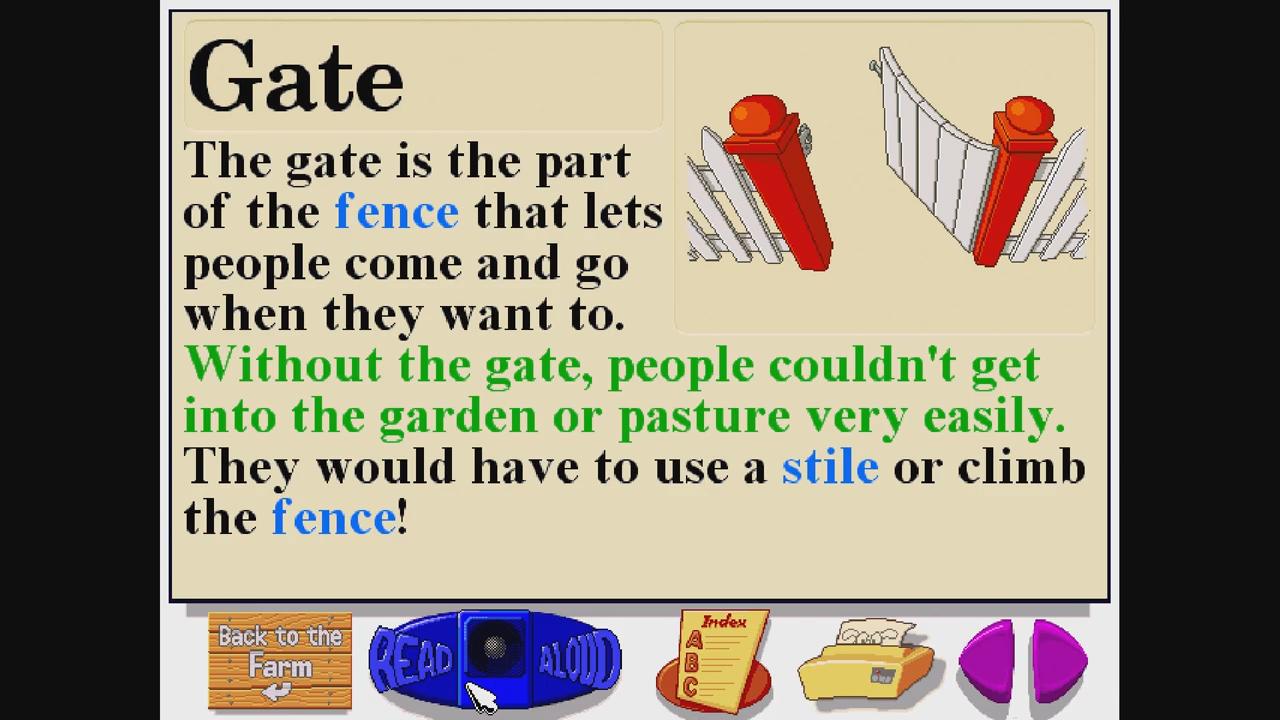 Gate
The gate is the part
of the fence that lets
people come and go
when they want to.
Without the gate, people couldn't get
into the garden or pasture very easily.
They would have to use a stile or climb
the fence!
Back to the
Farm
READ ALOUD
Index
A
B
C